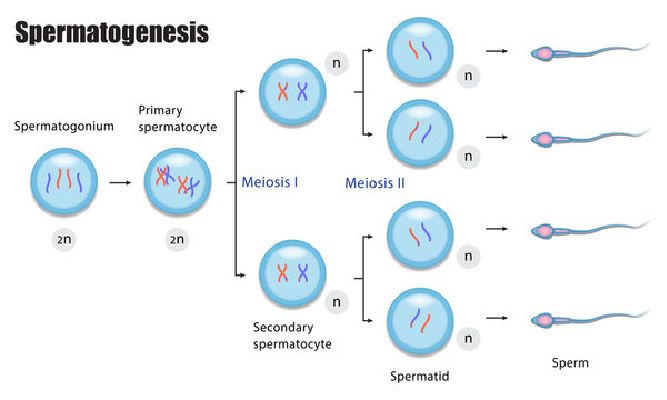 Spermatogenesis
Spermatogonium
2n
Primary
spermatocyte
2n
Meiosis I
n
n
Secondary
spermatocyte
Meiosis II
n
n
n
n
Spermatid
Sperm